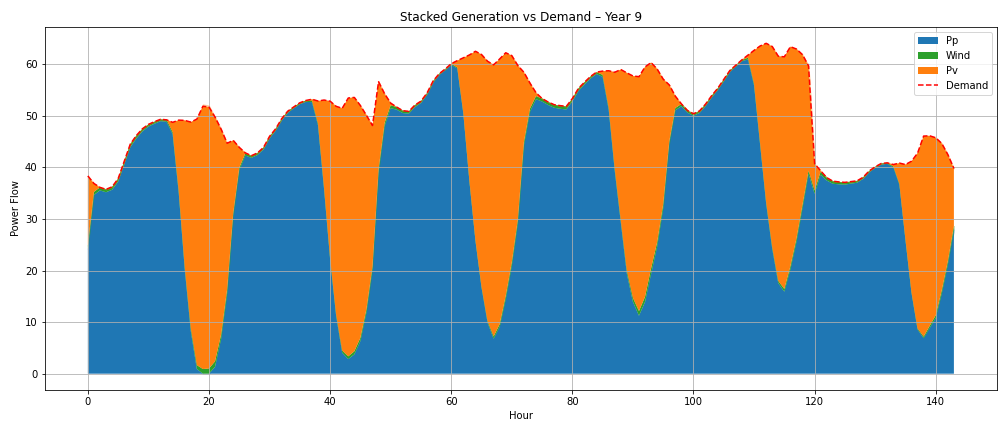 Stacked Generation vs Demand – Year 9
Pp
Wind
Pv
Demand
Power Flow
60
50
40
30
20
10
0
0 20 40 60 80 100 120 140
Hour